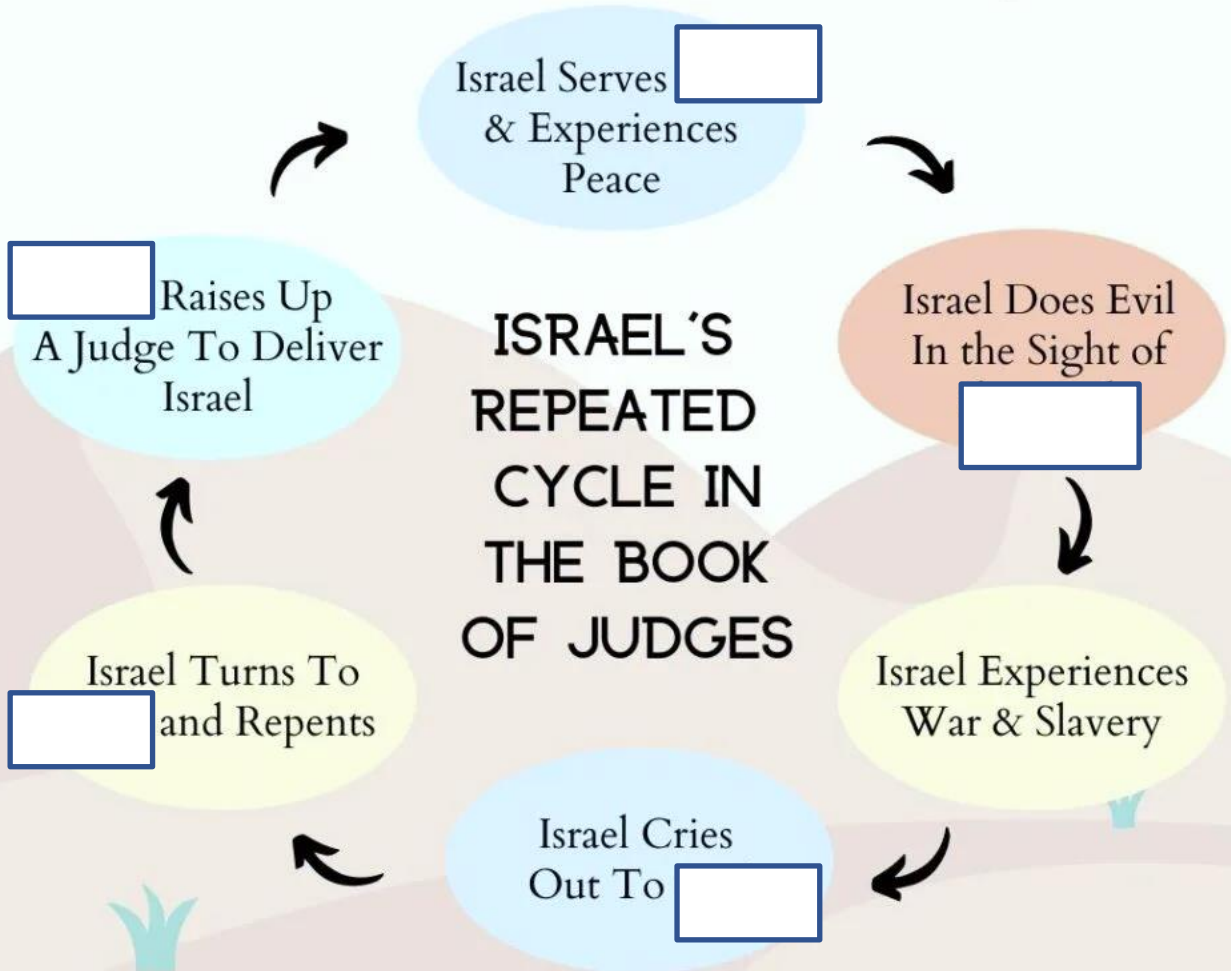 Israel Serves
& Experiences
Peace
Israel Does Evil
In the Sight of
Israel Experiences
War & Slavery
Israel Cries
Out To
Israel Turns To
and Repents
Raises Up
A Judge To Deliver
Israel
ISRAEL'S
REPEATED
CYCLE IN
THE BOOK
OF JUDGES